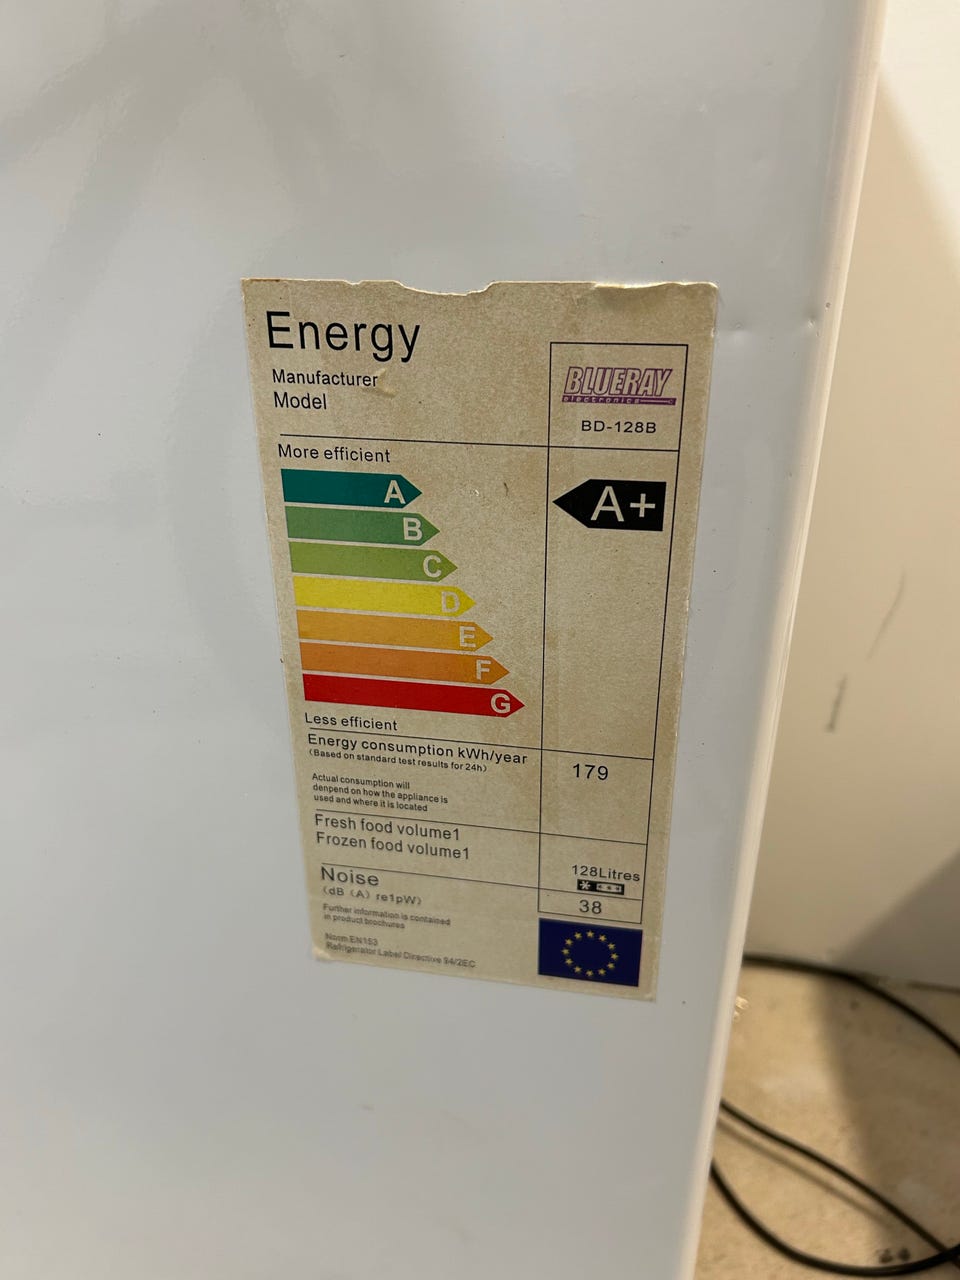 Energy
Manufacturer
Model
BLUERAY
electronics
BD-128B
More efficient
A
A+
B
C
D
E
F
G
Less efficient
Energy consumption kWh/year
(Based on standard test results for 24h)
179
Actual consumption will
denpend on how the appliance is
used and where it is located
Fresh food volume1
Frozen food volume1
128Litres
Noise
(dB (A) re1pW)
38
Further information is contained
in product brochures
Norm EN153
Refrigerator Label Directive 94/2EC